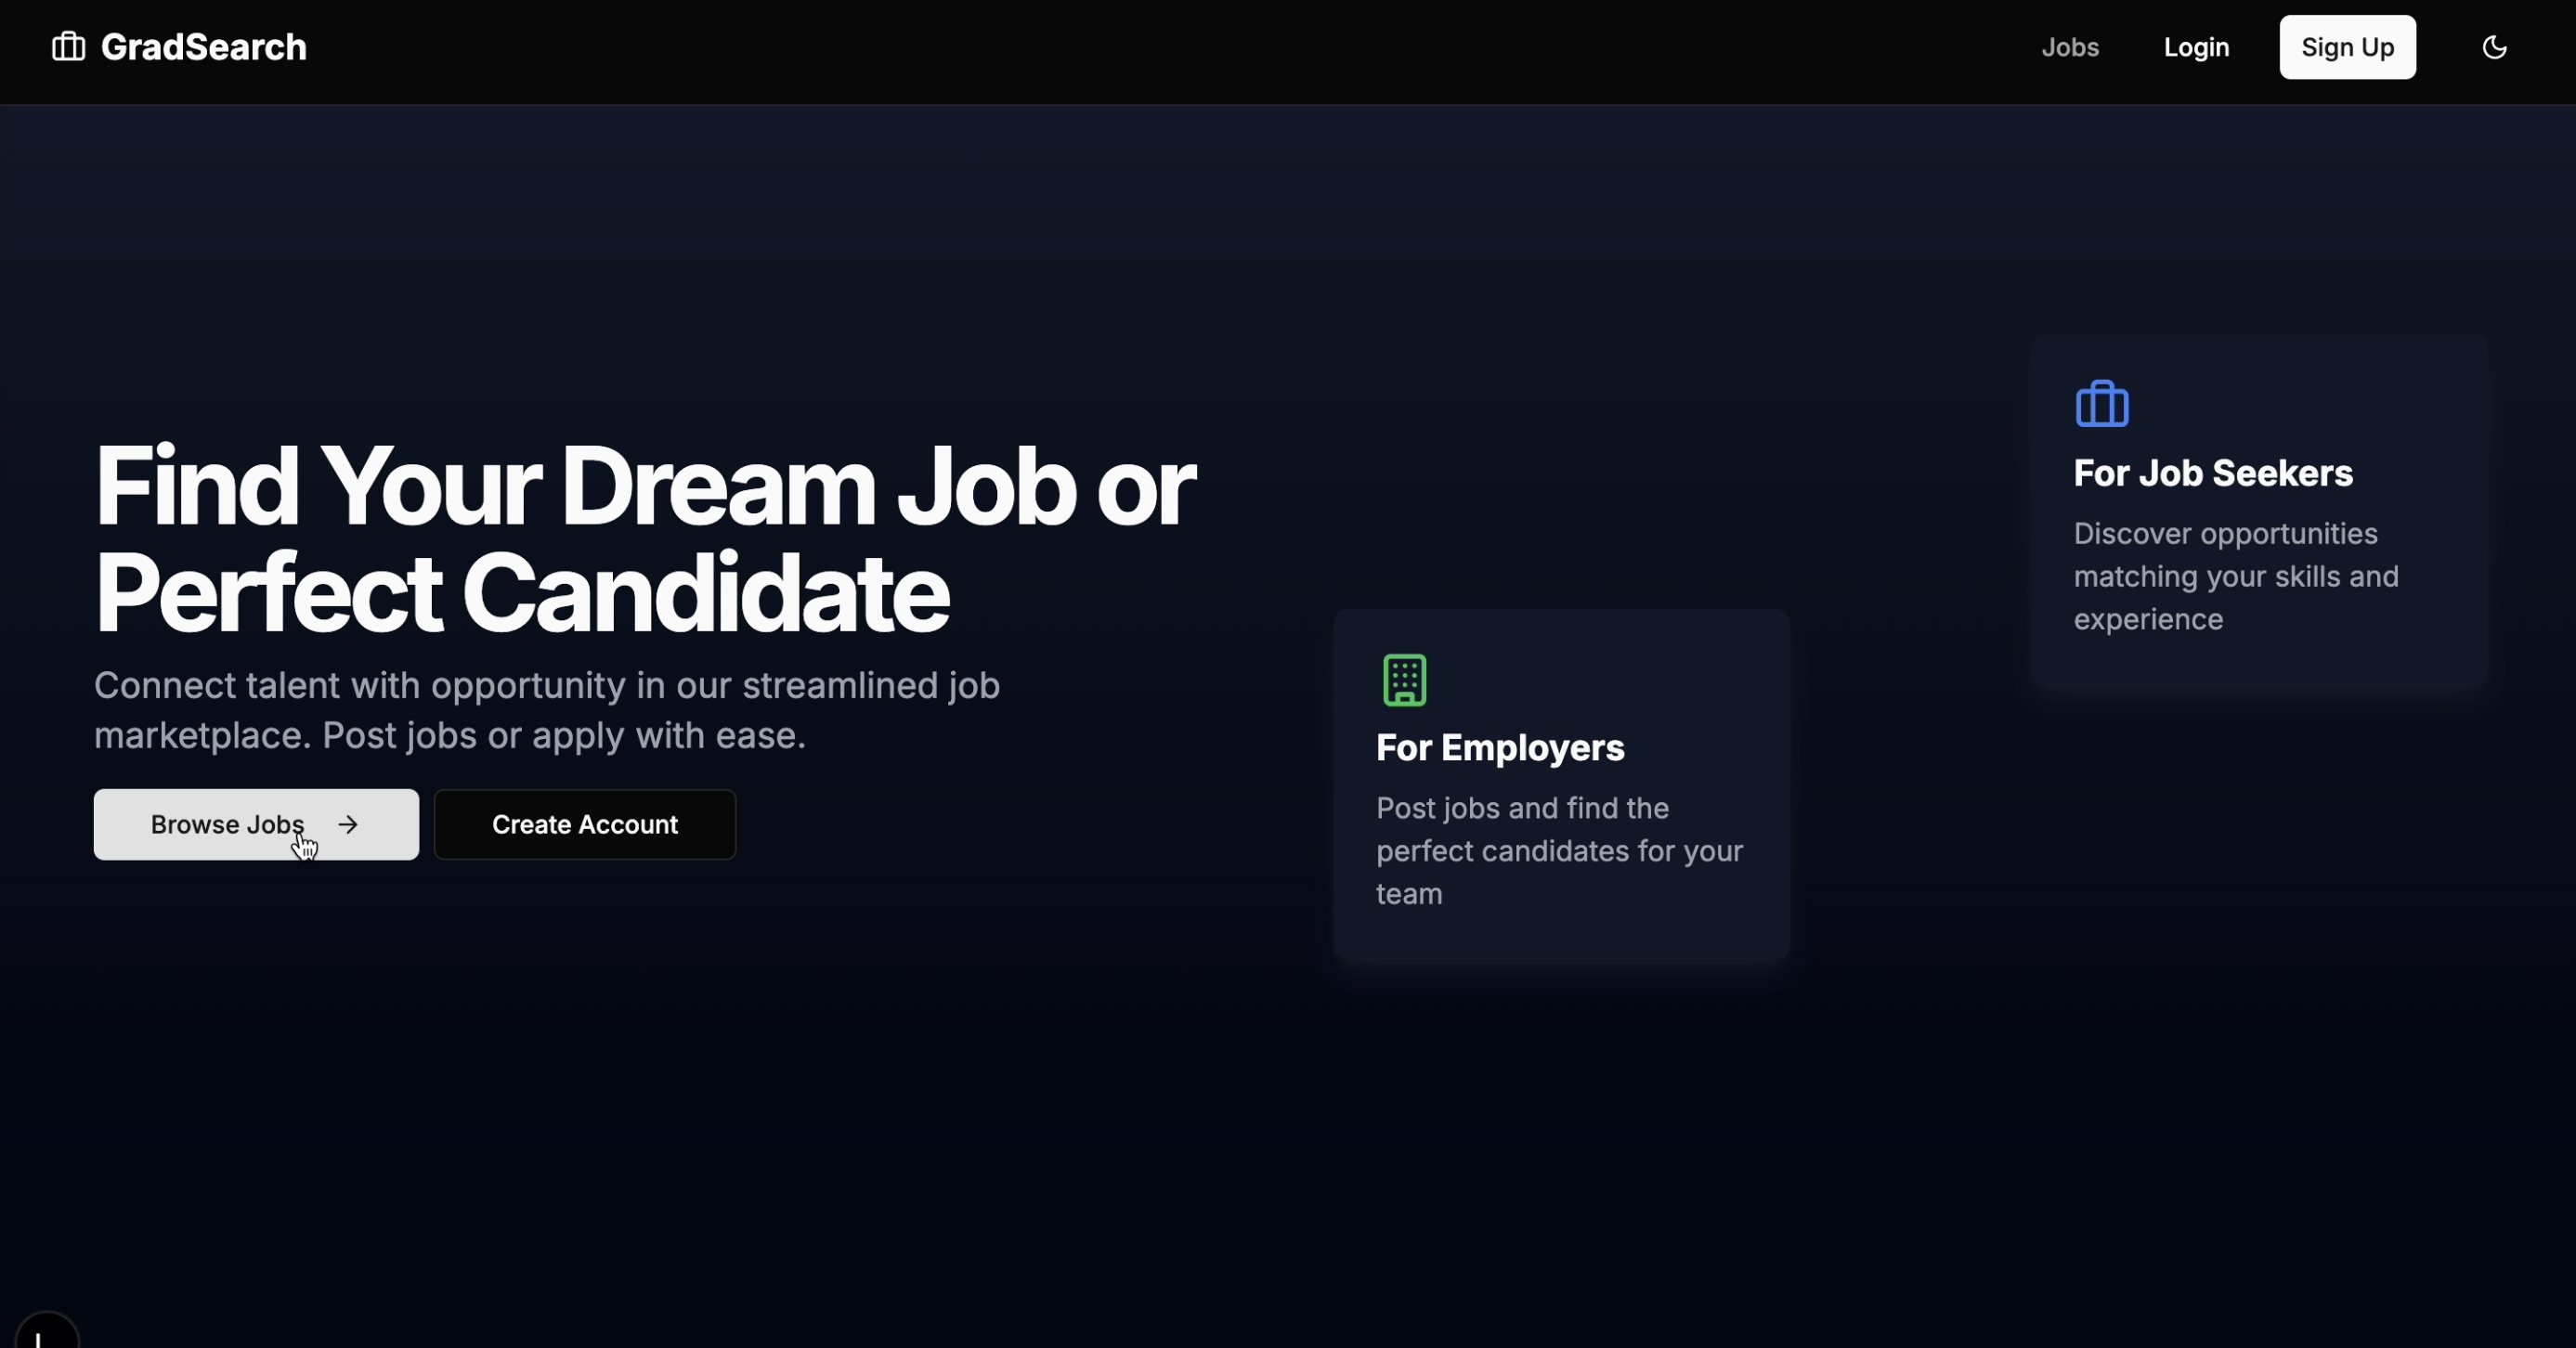 GradSearch
Jobs
Login
Sign Up
Find Your Dream Job or
Perfect Candidate
Connect talent with opportunity in our streamlined job
marketplace. Post jobs or apply with ease.
Browse Jobs
Create Account
For Employers
Post jobs and find the
perfect candidates for your
team
For Job Seekers
Discover opportunities
matching your skills and
experience